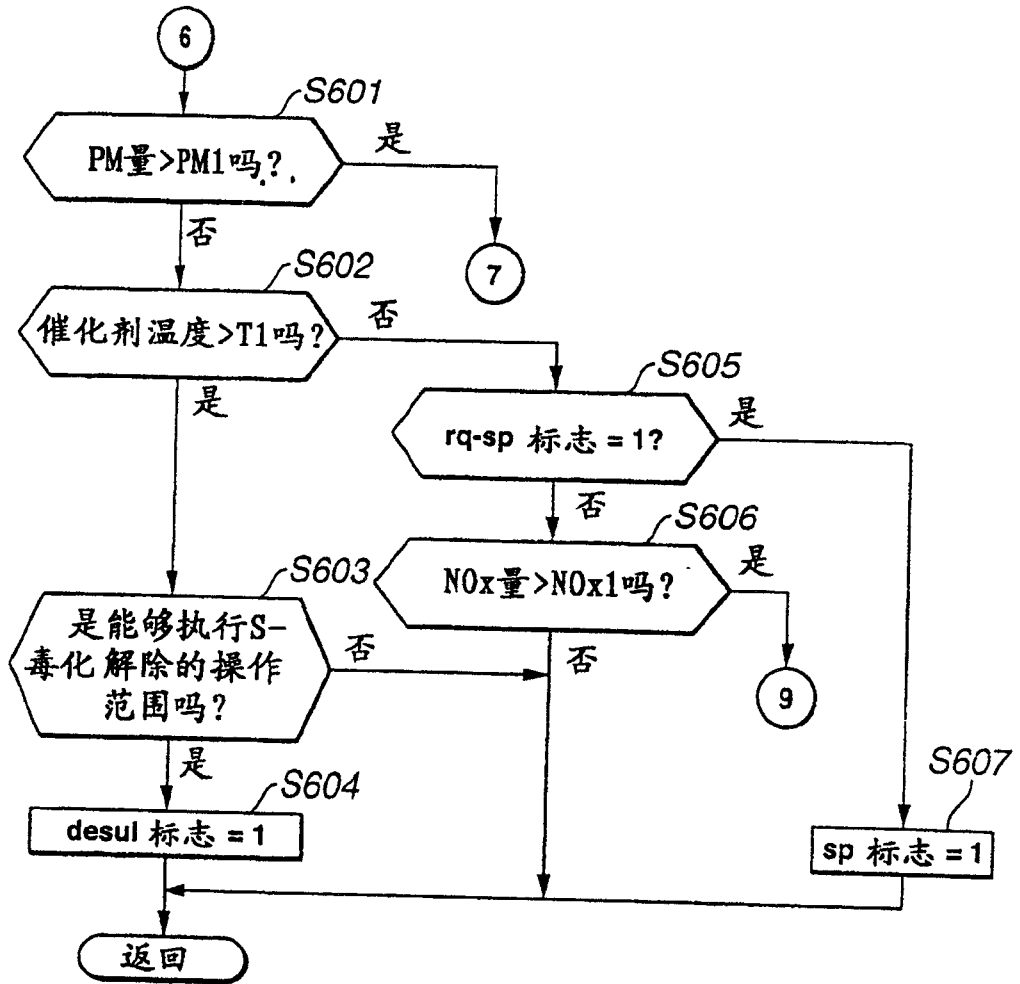 6
S601
PM量>PM1吗?
是
否
7
S602
催化剂温度>T1吗?
否
是
S605
rq-sp 标志 = 1?
是
否
S606
NOx量>NOx1吗?
是
否
9
S603
是能够执行S-
毒化解除的操作
范围吗?
否
是
S604
desul 标志 = 1
S607
sp 标志 = 1
返回